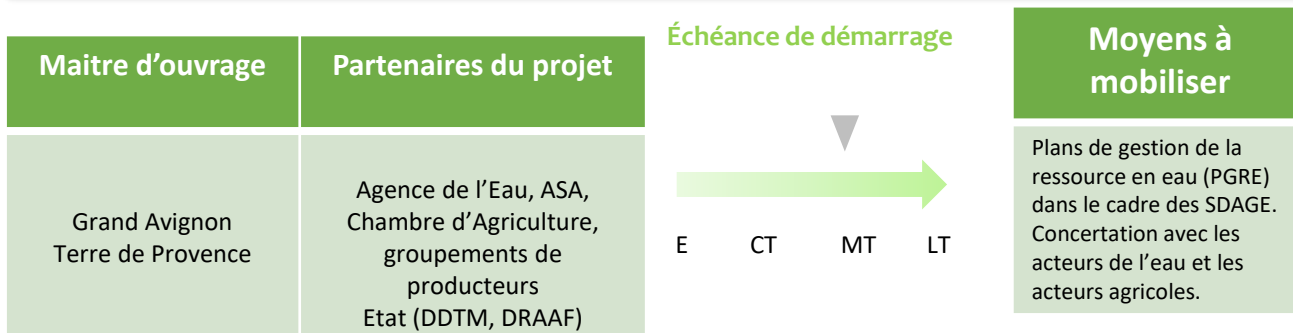 Maitre d'ouvrage
Partenaires du projet
Échéance de démarrage
Moyens à
mobiliser
Grand Avignon
Terre de Provence
Agence de l'Eau, ASA,
Chambre d'Agriculture,
groupements de
producteurs
Etat (DDTM, DRAAF)
E CT MT LT
Plans de gestion de la
ressource en eau (PGRE)
dans le cadre des SDAGE.
Concertation avec les
acteurs de l'eau et les
acteurs agricoles.